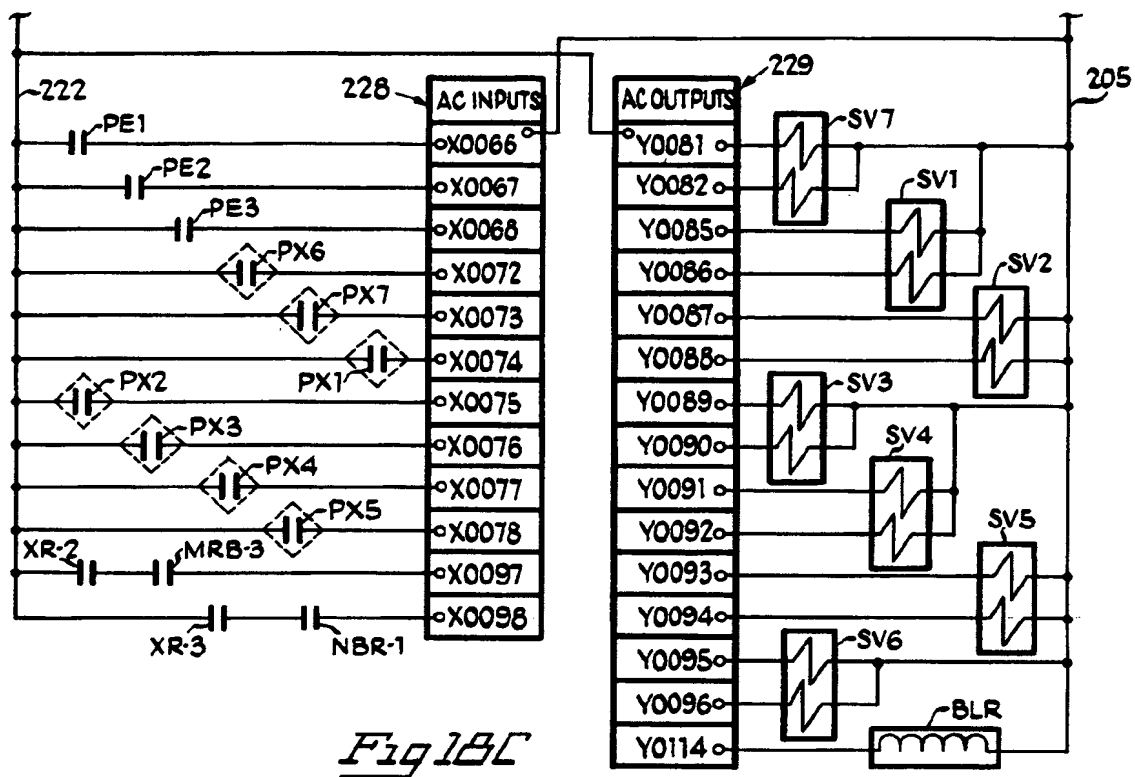 222
228
AC INPUTS
PE1
X0066
PE2
X0067
PE3
X0068
PX6
X0072
PX7
X0073
PX1
X0074
PX2
X0075
PX3
X0076
PX4
X0077
PX5
X0078
XR-2
MRB-3
X0097
XR-3
NBR-1
X0098
229
205
AC OUTPUTS
Y0081
SV7
Y0082
SV1
Y0085
Y0086
SV2
Y0087
Y0088
SV3
Y0089
Y0090
SV4
Y0091
Y0092
SV5
Y0093
Y0094
SV6
Y0095
Y0096
BLR
Y0114
Fig 18C